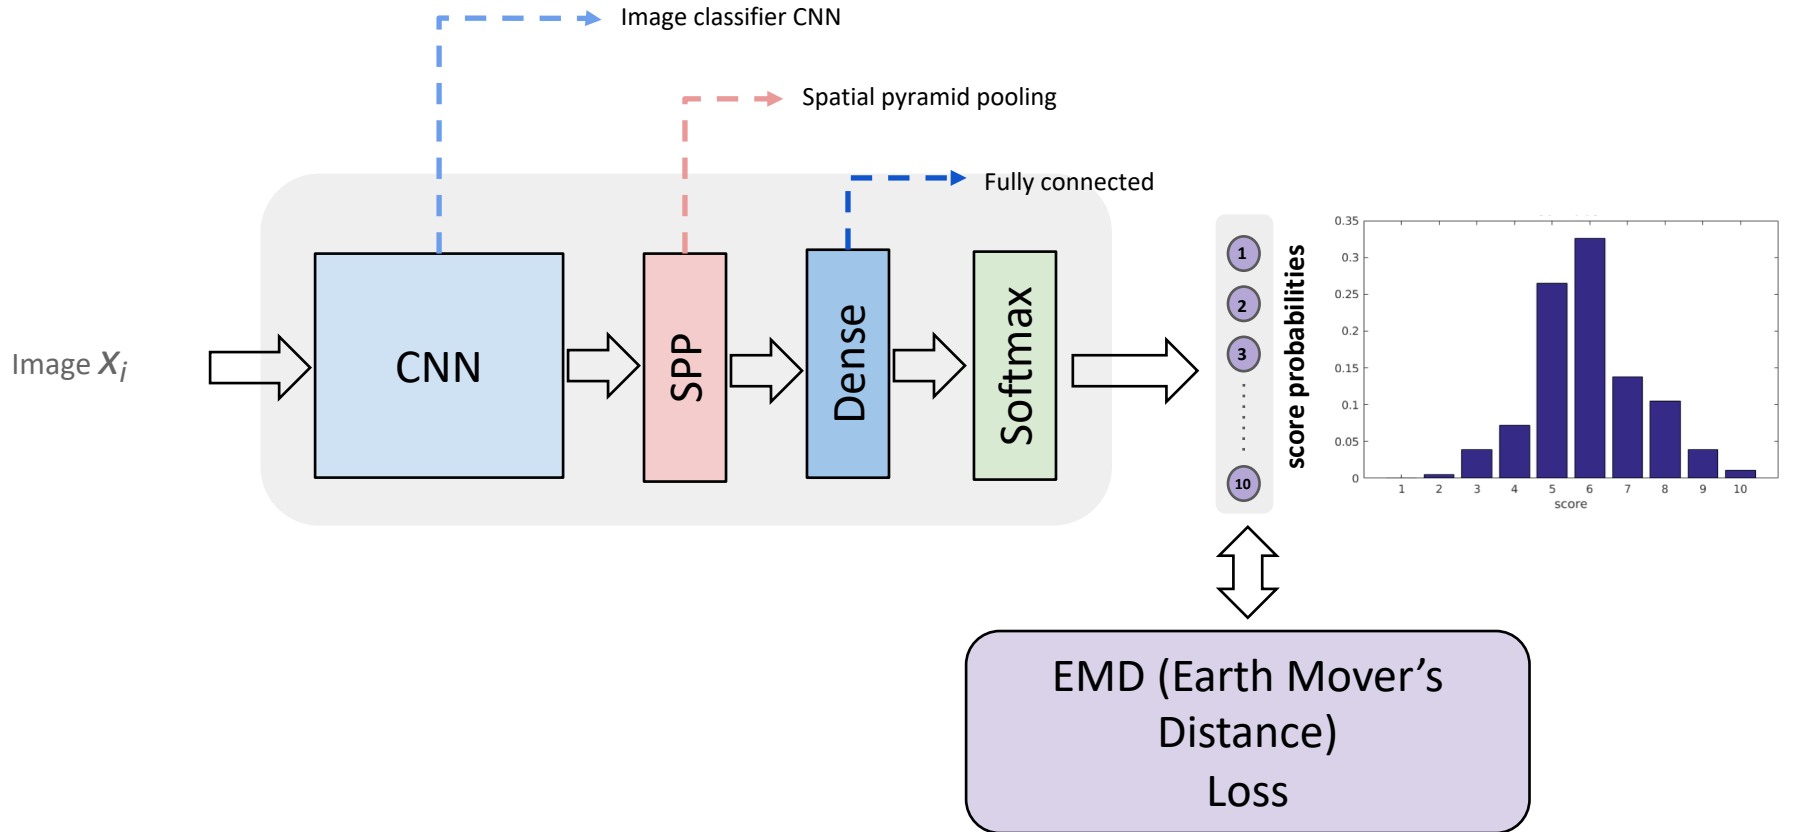 Image classifier CNN
Spatial pyramid pooling
Fully connected
Image Xi
CNN
SPP
Dense
Softmax
1
2
3
10
score probabilities
0.35
0.3
0.25
0.2
0.15
0.1
0.05
0
1 2 3 4 5 6 7 8 9 10
score
EMD (Earth Mover’s
Distance)
Loss